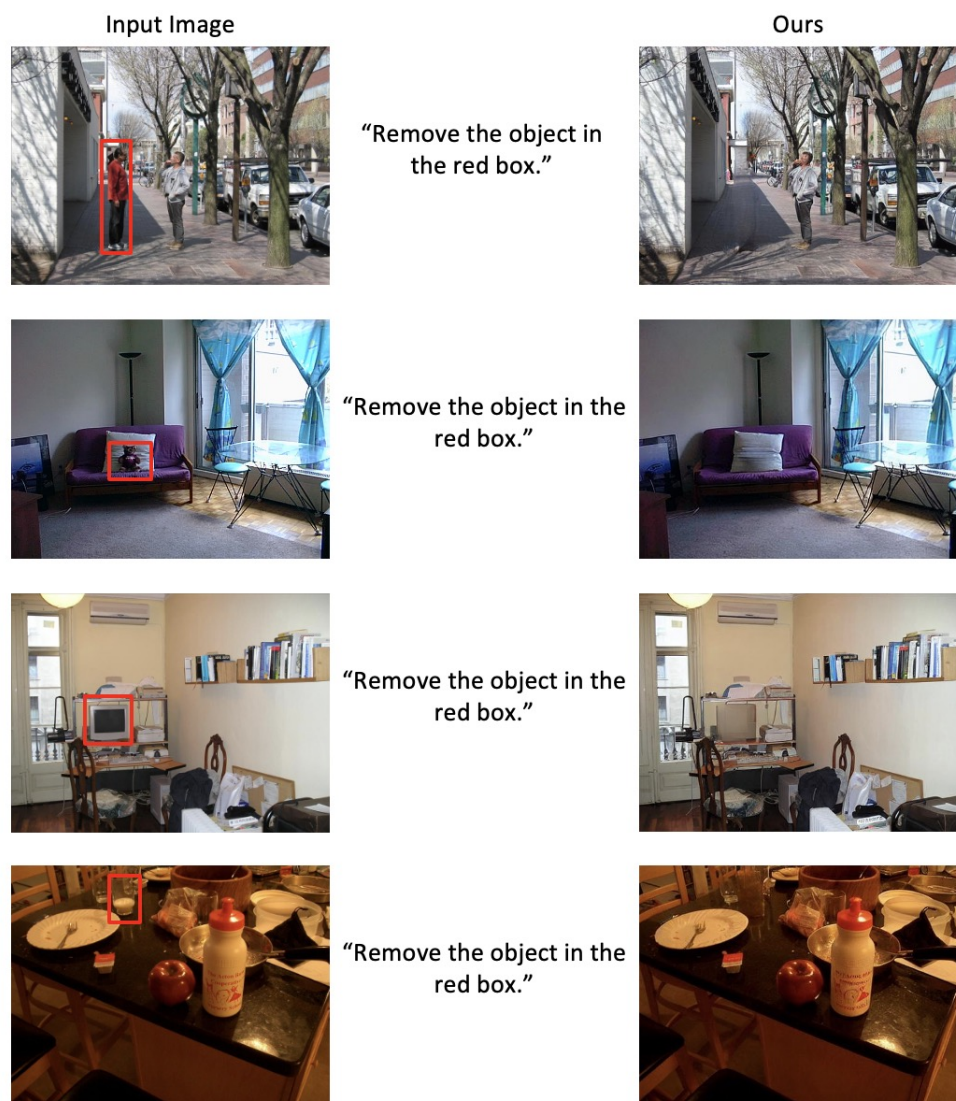 Input Image
Ours
“Remove the object in
the red box.”
“Remove the object in the
red box.”
“Remove the object in the
red box.”
“Remove the object in the
red box.”